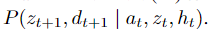 P(z_{t+1}, d_{t+1} | a_t, z_t, h_t).